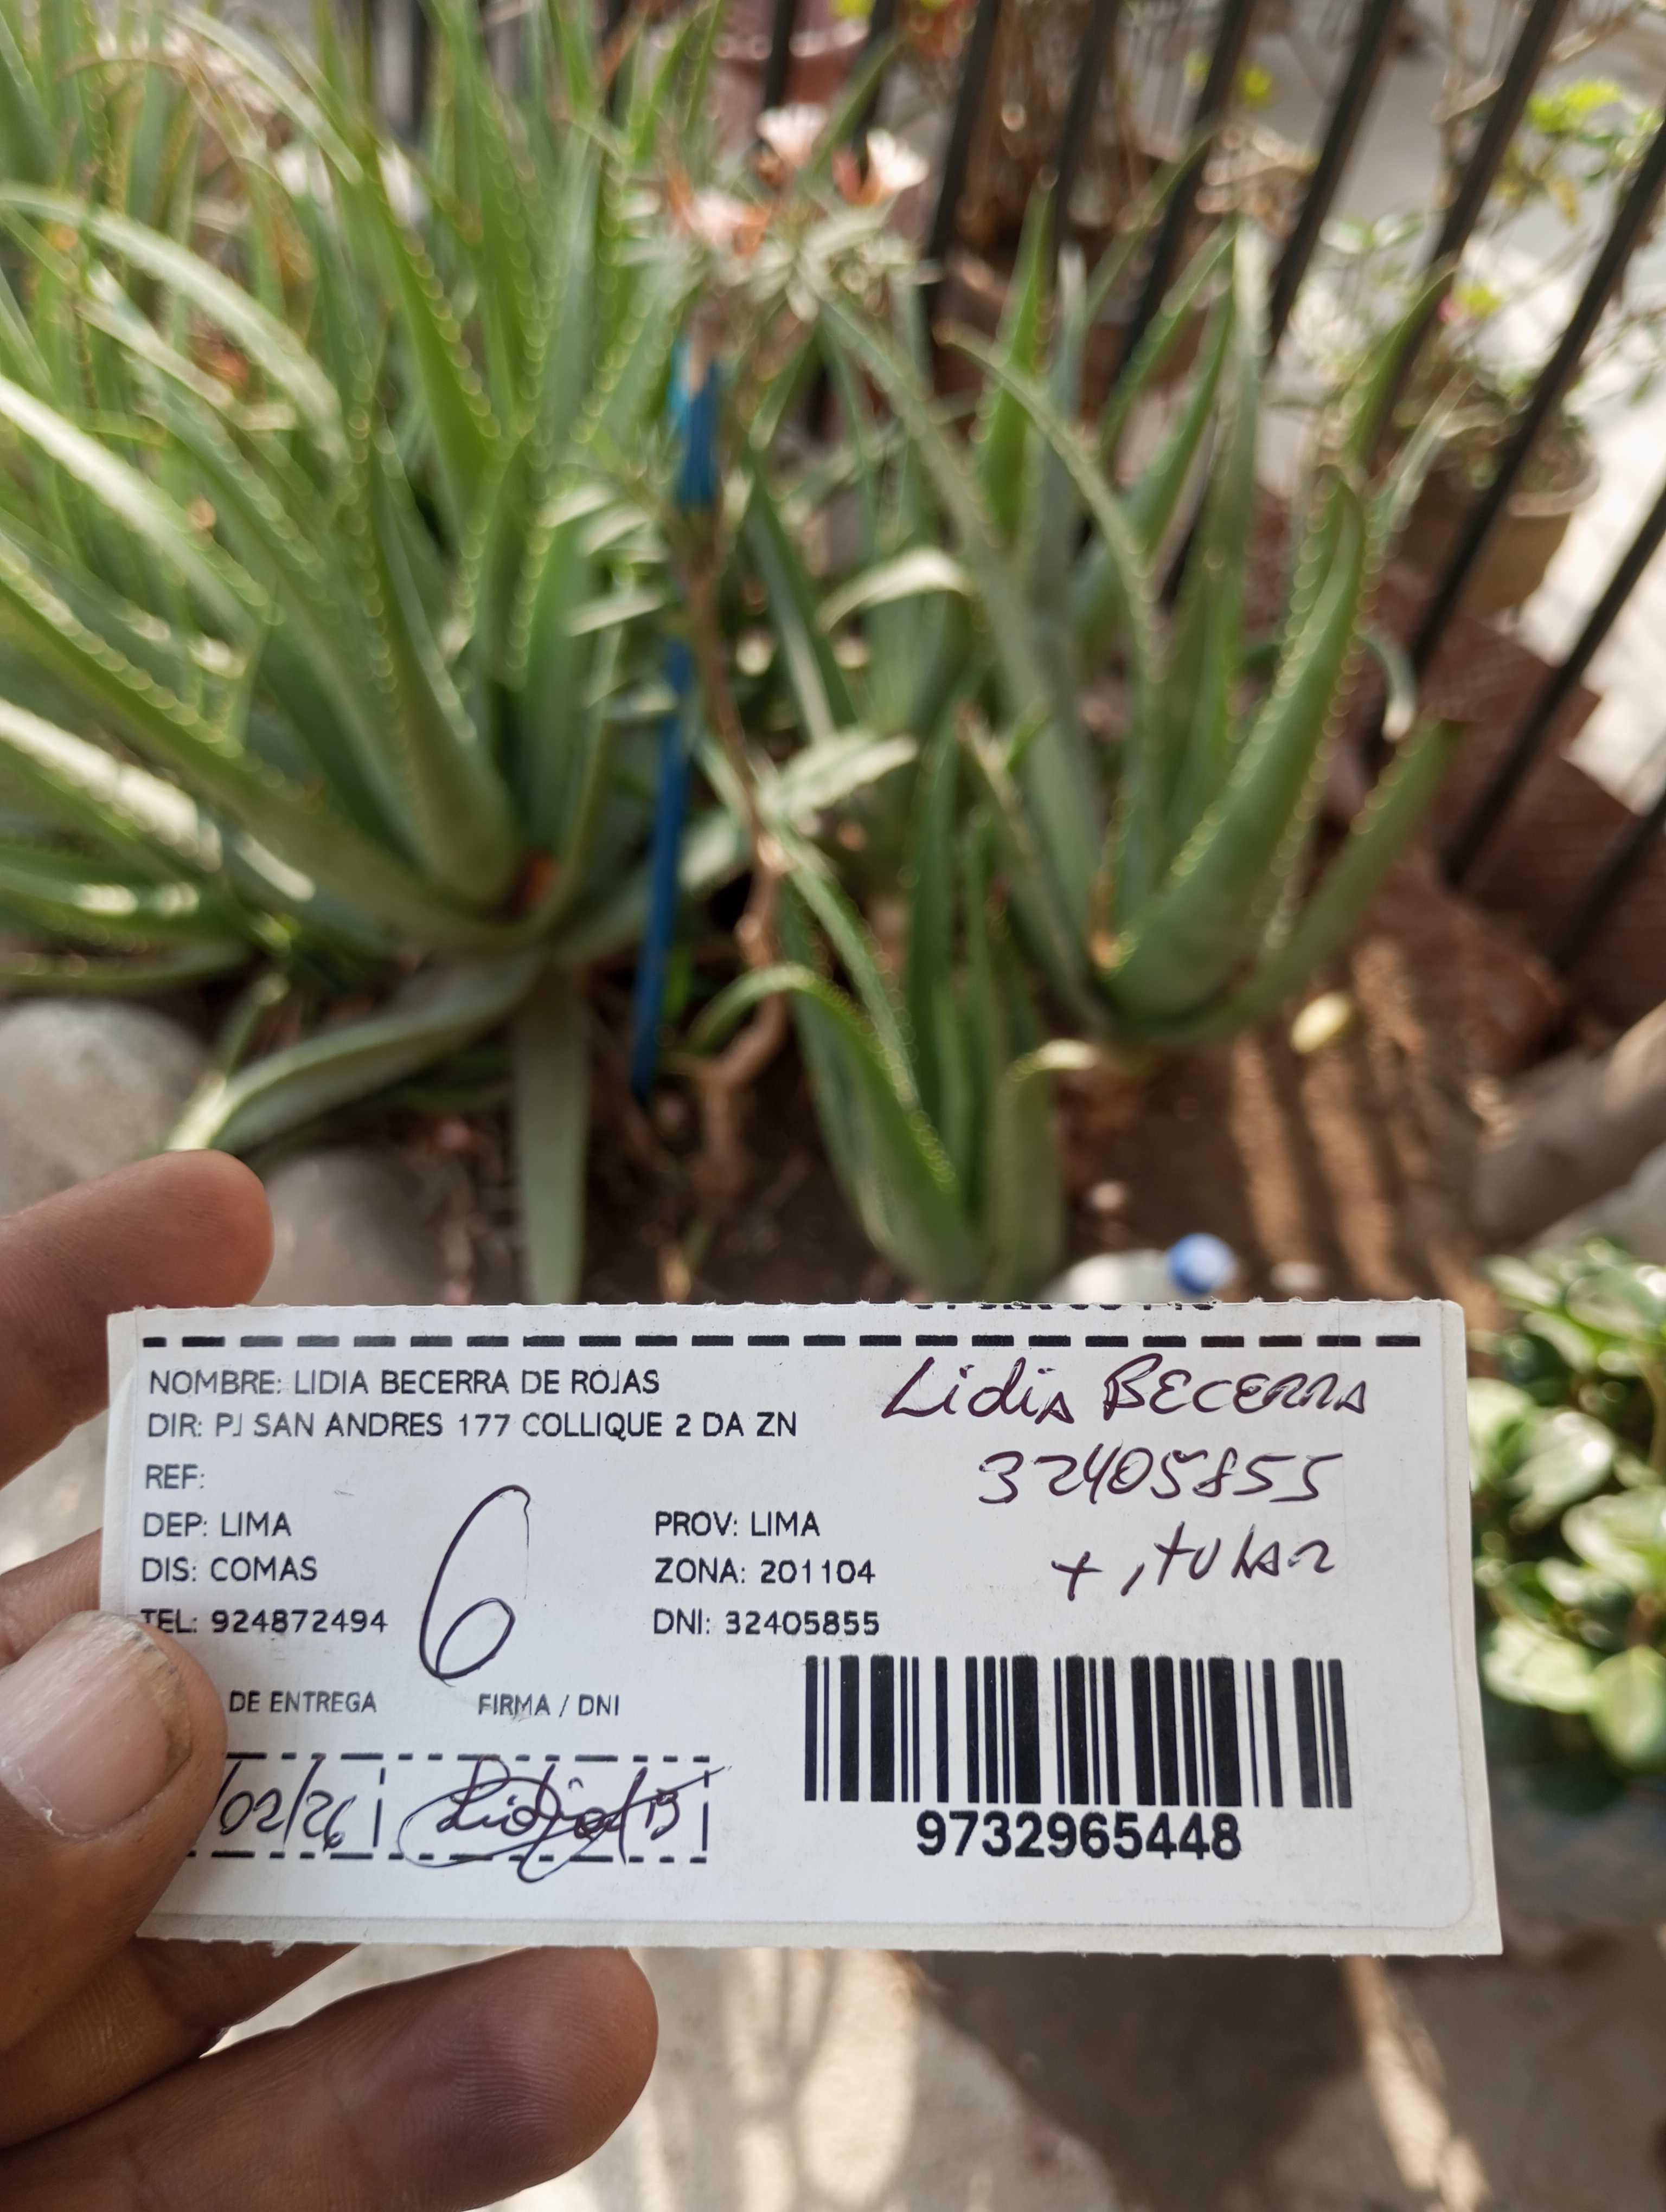 NOMBRE: LIDIA BECERRA DE ROJAS
Lidia BECERRA
DIR: PJ SAN ANDRES 177 COLLIQUE 2 DA ZN
32405855
REF:
6
DEP: LIMA
PROV: LIMA
+,tular
DIS: COMAS
ZONA: 201104
TEL: 924872494
DNI: 32405855
DE ENTREGA
FIRMA / DNI
/02/26
9732965448